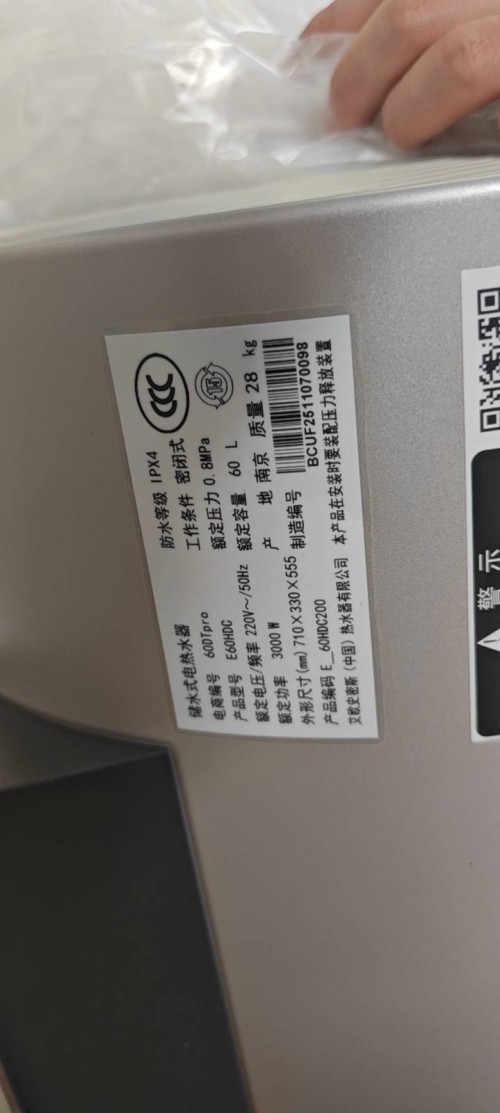 储水式电热水器
电商编号 60DTpro
产品型号 E60HDC
额定电压/频率 220V~/50Hz
额定功率 3000 W
外形尺寸(mm) 710×330×555
产品编码 E__60HDC200
艾欧史密斯(中国)热水器有限公司
防水等级 IPX4
工作条件 密闭式
额定压力 0.8MPa
额定容量 60 L
产 地 南京 质量 28 kg
制造编号
BCUF2511070098
本产品在安装时要装配压力释放装置
CCC
15
警示